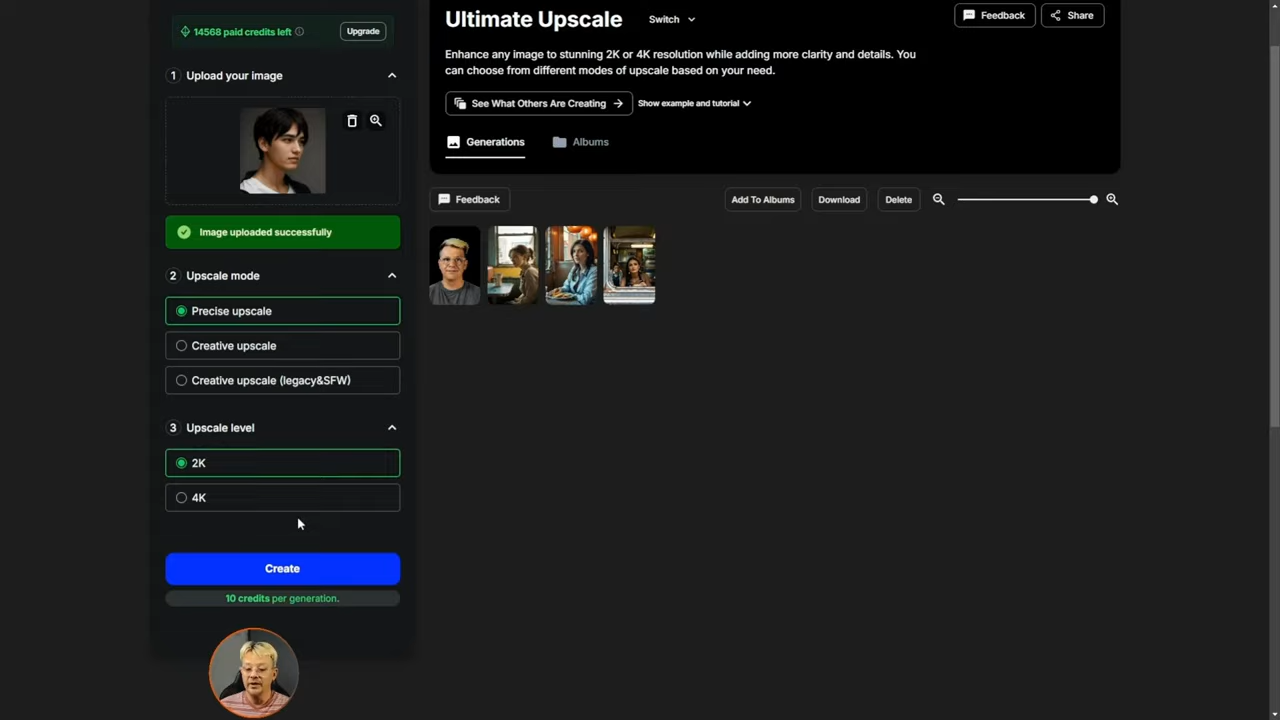 14568 paid credits left
Upgrade
1 Upload your image
Image uploaded successfully
2 Upscale mode
Precise upscale
Creative upscale
Creative upscale (legacy&SFW)
3 Upscale level
2K
4K
Create
10 credits per generation.
Ultimate Upscale
Switch
Feedback
Share
Enhance any image to stunning 2K or 4K resolution while adding more clarity and details. You
can choose from different modes of upscale based on your need.
See What Others Are Creating
Show example and tutorial
Generations
Albums
Feedback
Add To Albums
Download
Delete